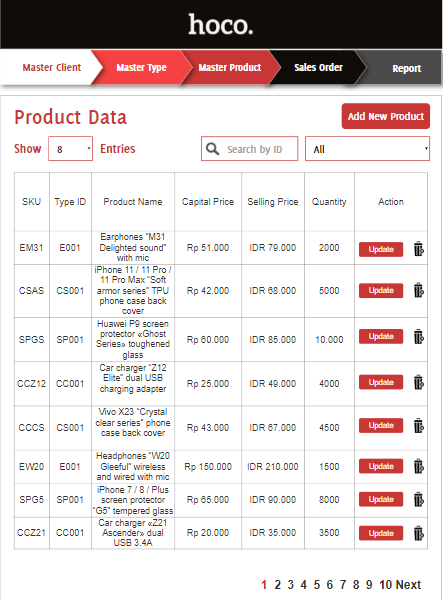 hoco.
Master Client Master Type Master Product Sales Order Report
Product Data Add New Product
Show 8 Entries Search by ID All
SKU Type ID Product Name Capital Price Selling Price Quantity Action
EM31 E001 Earphones “M31 Delighted sound” with mic Rp 51.000 IDR 79.000 2000 Update
CSAS CS001 iPhone 11 / 11 Pro / 11 Pro Max “Soft armor series” TPU phone case back cover Rp 42.000 IDR 68.000 5000 Update
SPGS SP001 Huawei P9 screen protector «Ghost Series» toughened glass Rp 60.000 IDR 85.000 10.000 Update
CCZ12 CC001 Car charger “Z12 Elite” dual USB charging adapter Rp 25.000 IDR 49.000 4000 Update
CCCS CS001 Vivo X23 “Crystal clear series” phone case back cover Rp 43.000 IDR 67.000 4500 Update
EW20 E001 Headphones “W20 Gleeful” wireless and wired with mic Rp 150.000 IDR 210.000 1500 Update
SPG5 SP001 iPhone 7 / 8 / Plus screen protector “G5” tempered glass Rp 65.000 IDR 90.000 8000 Update
CCZ21 CC001 Car charger «Z21 Ascender» dual USB 3.4A Rp 20.000 IDR 35.000 3500 Update
1 2 3 4 5 6 7 8 9 10 Next